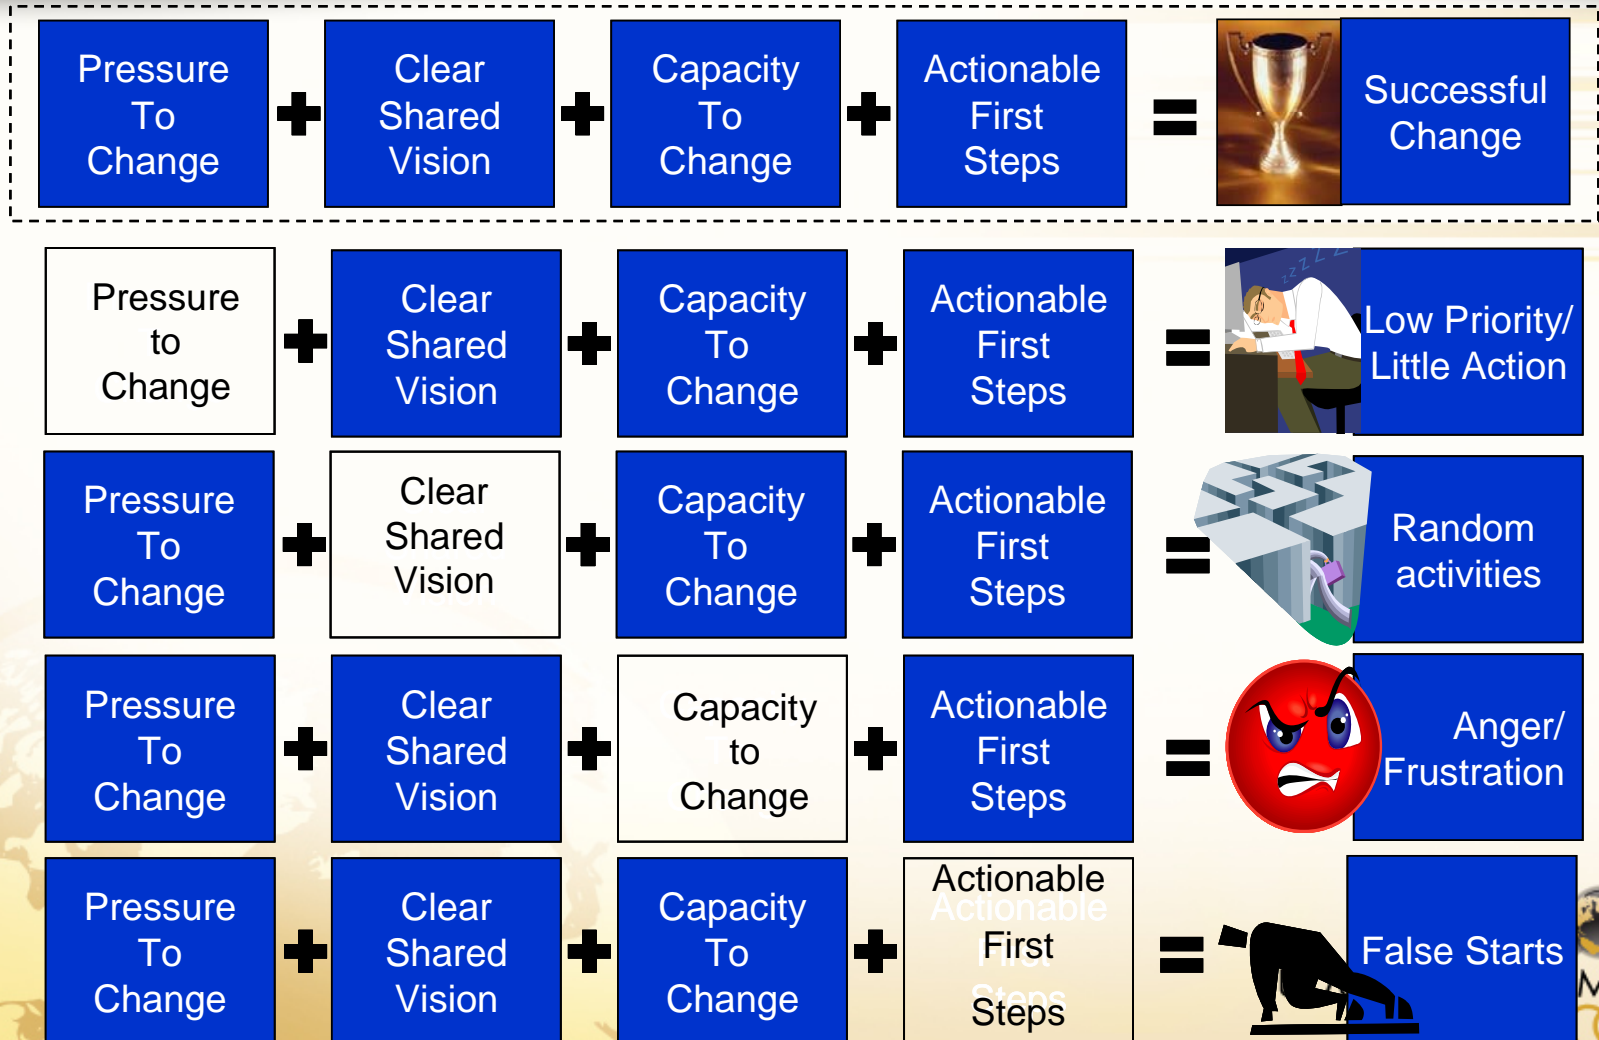 Pressure
To
Change
Clear
Shared
Vision
Capacity
To
Change
Actionable
First
Steps
Successful
Change
Pressure
to
Change
Clear
Shared
Vision
Capacity
To
Change
Actionable
First
Steps
zzzzzz
Low Priority/
Little Action
Pressure
To
Change
Clear
Shared
Vision
Capacity
To
Change
Actionable
First
Steps
Random
activities
Pressure
To
Change
Clear
Shared
Vision
Capacity
to
Change
Actionable
First
Steps
Anger/
Frustration
Pressure
To
Change
Clear
Shared
Vision
Capacity
To
Change
Actionable
First
Steps
False Starts